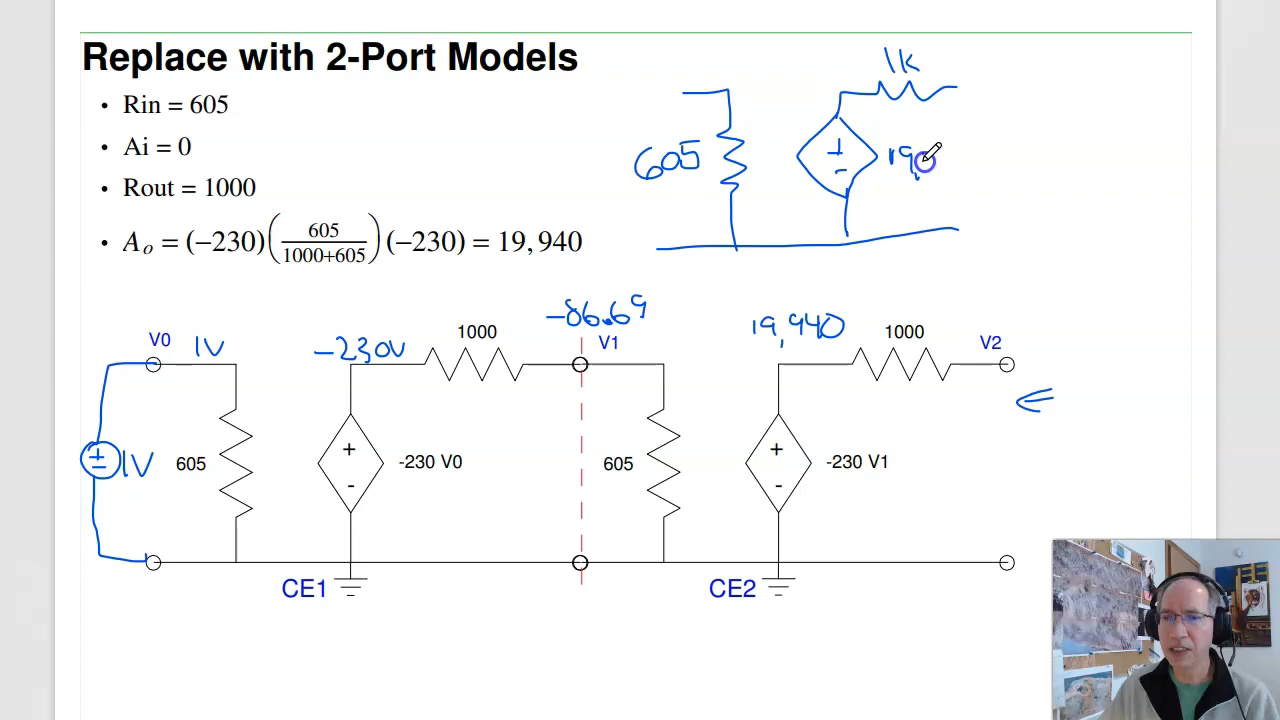 Replace with 2-Port Models
• Rin = 605
• Ai = 0
• Rout = 1000
• Aₒ = (−230)(605/1000+605)(−230) = 19,940
1k
605
+
-
19,
V0
1V
-230V
1000
-86.69
V1
19,940
1000
V2
+
-
1V
605
+
-
-230 V0
605
+
-
-230 V1
CE1
CE2